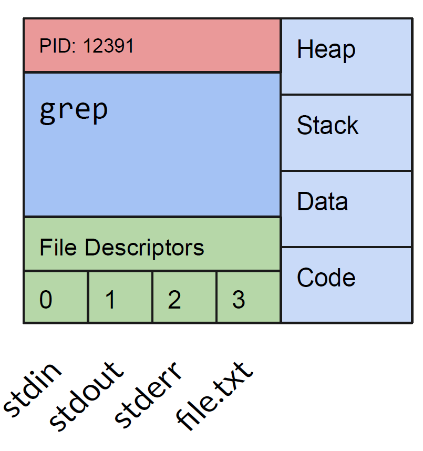 PID: 12391
grep
File Descriptors
0 1 2 3
stdin
stdout
stderr
file.txt
Heap
Stack
Data
Code